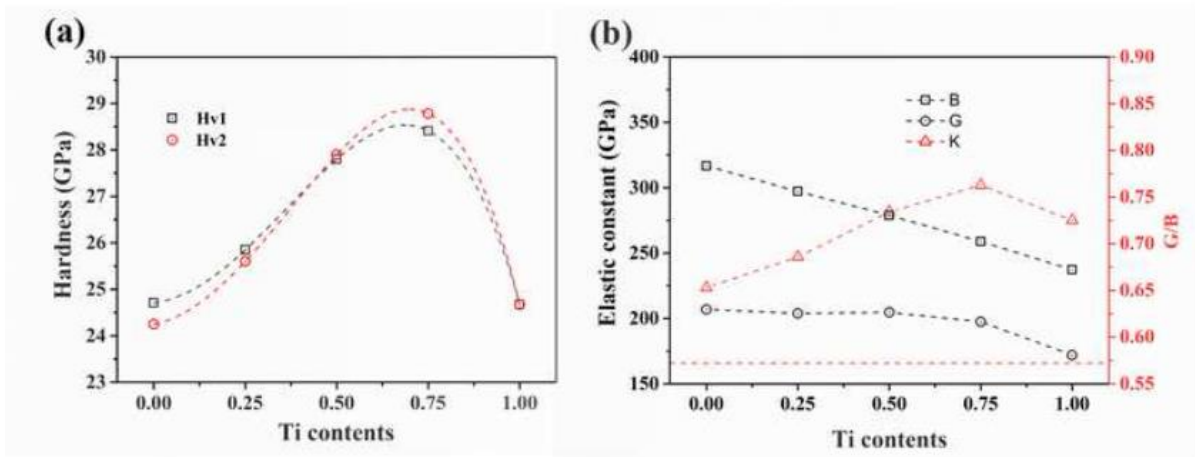 (a)
30
29
28
27
26
25
24
23
Hardness (GPa)
Hv1
Hv2
0.00 0.25 0.50 0.75 1.00
Ti contents
(b)
400
350
300
250
200
150
Elastic constant (GPa)
B
G
K
0.90
0.85
0.80
0.75
0.70
0.65
0.60
0.55
G/B
0.00 0.25 0.50 0.75 1.00
Ti contents